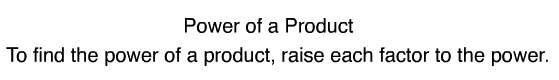 Power of a Product
To find the power of a product, raise each factor to the power.